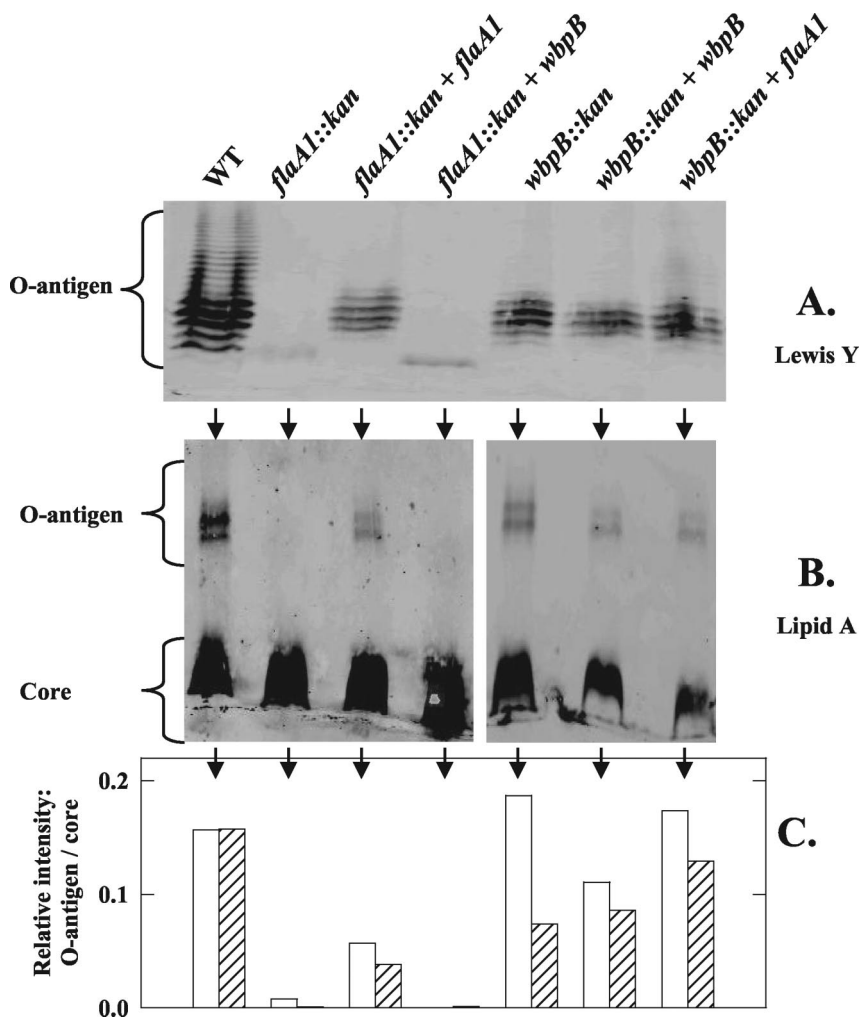 WT
flaA1::kan
flaA1::kan + flaA1
flaA1::kan + wbpB
wbpB::kan
wbpB::kan + wbpB
wbpB::kan + flaA1
O-antigen
A.
Lewis Y
O-antigen
B.
Lipid A
Core
C.
Relative intensity:
O-antigen / core
0.2
0.1
0.0